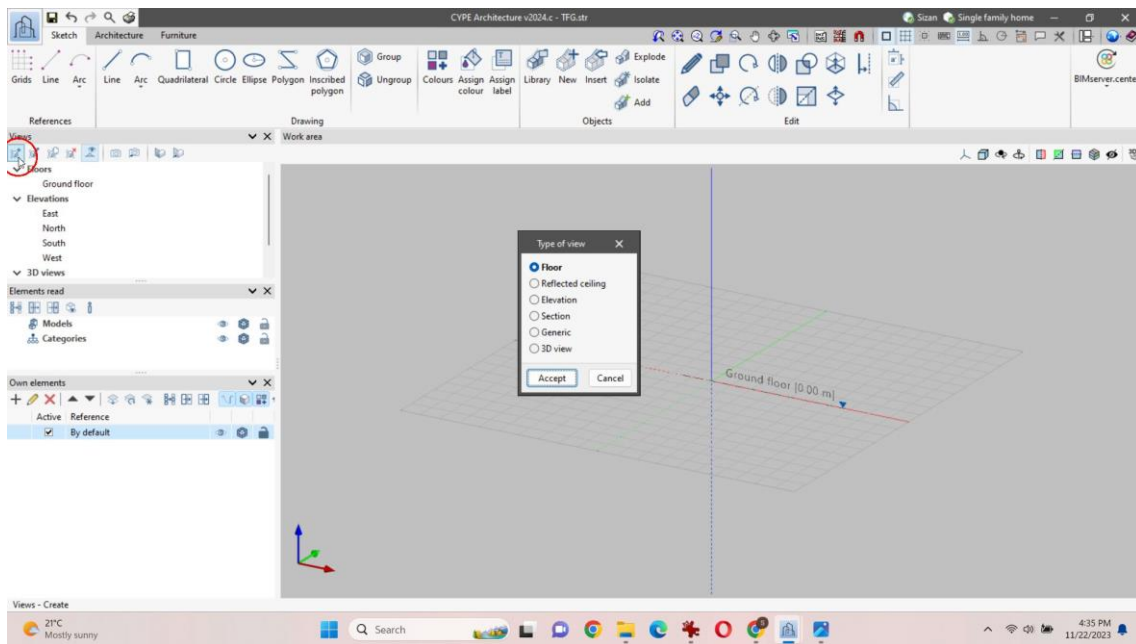 CYPE Architecture v2024.c - TFG.str
Sizan
Single family home
Sketch
Architecture
Furniture
Grids
Line
Arc
Line
Arc
Quadrilateral
Circle
Ellipse
Polygon
Inscribed polygon
Group
Ungroup
Colours
Assign colour
Assign label
Library
New
Insert
Explode
Isolate
Add
BIMserver.cente
References
Drawing
Objects
Edit
Views
Work area
Floors
Ground floor
Elevations
East
North
South
West
3D views
Elements read
Models
Categories
Own elements
Active
Reference
By default
Type of view
Floor
Reflected ceiling
Elevation
Section
Generic
3D view
Accept
Cancel
Ground floor [0.00 m]
Views - Create
21°C
Mostly sunny
Search
4:35 PM
11/22/2023